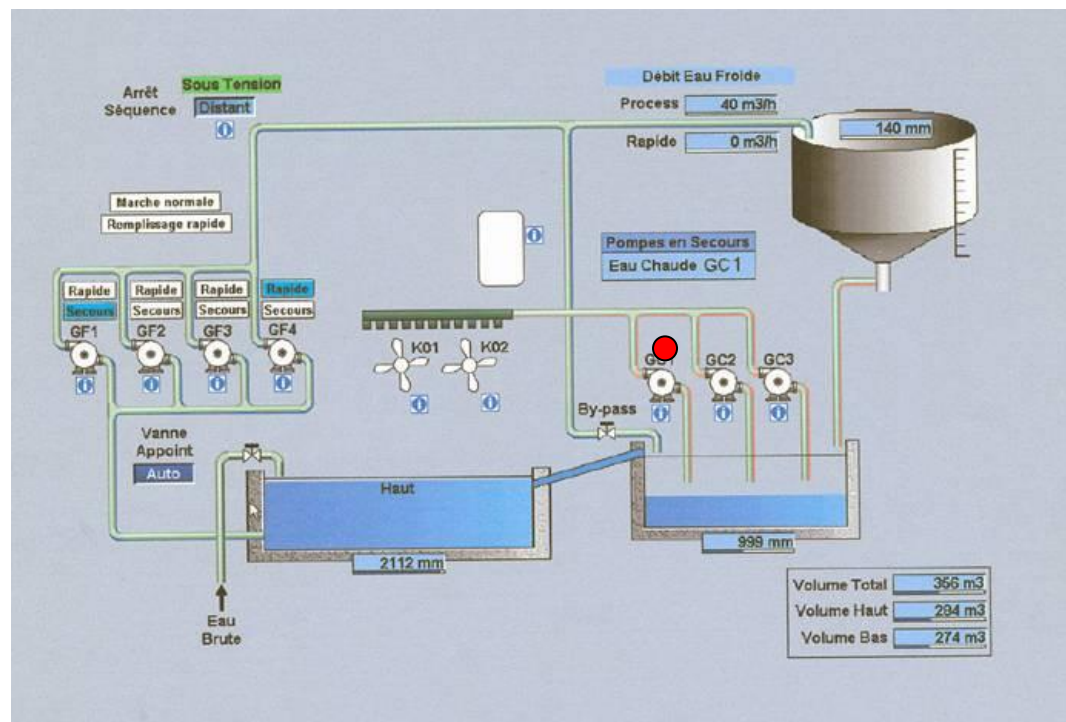 Arrêt
Séquence
Sous Tension
Distant
Débit Eau Froide
Process 40 m3/h
Rapide 0 m3/h
140 mm
Marche normale
Remplissage rapide
Pompes en Secours
Eau Chaude GC1
Rapide Rapide Rapide Rapide
Secours Secours Secours Secours
GF1 GF2 GF3 GF4
K01 K02
GC2 GC3
By-pass
Vanne
Appoint
Auto
Haut
2112 mm
999 mm
Eau
Brute
Volume Total 356 m3
Volume Haut 284 m3
Volume Bas 274 m3